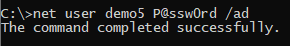 C:\>net user demo5 P@ssw0rd /ad
The command completed successfully.